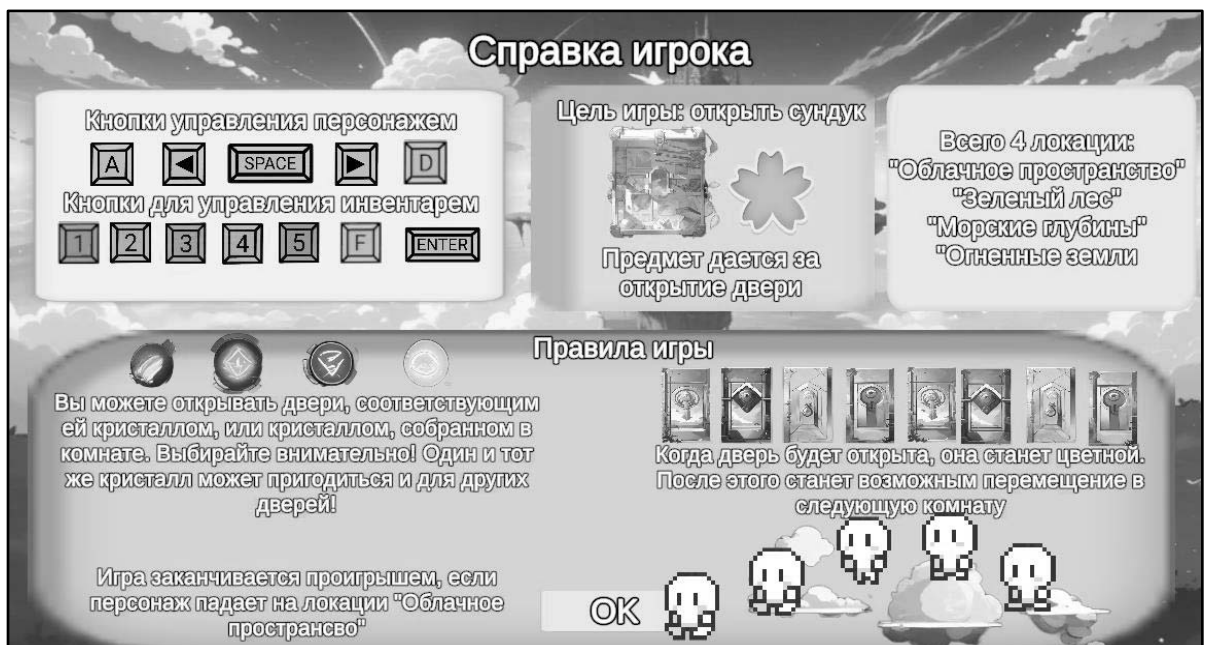 Справка игрока
Кнопки управления персонажем
A ◄ SPACE ► D
Кнопки для управления инвентарем
1 2 3 4 5 F ENTER
Цель игры: открыть сундук
Предмет дается за
открытие двери
Всего 4 локации:
"Облачное пространство"
"Зеленый лес"
"Морские глубины"
"Огненные земли
Правила игры
Вы можете открывать двери, соответствующим
ей кристаллом, или кристаллом, собранном в
комнате. Выбирайте внимательно! Один и тот
же кристалл может пригодиться и для других
дверей!
Когда дверь будет открыта, она станет цветной.
После этого станет возможным перемещение в
следующую комнату
Игра заканчивается проигрышем, если
персонаж падает на локации "Облачное
пространсво"
OK